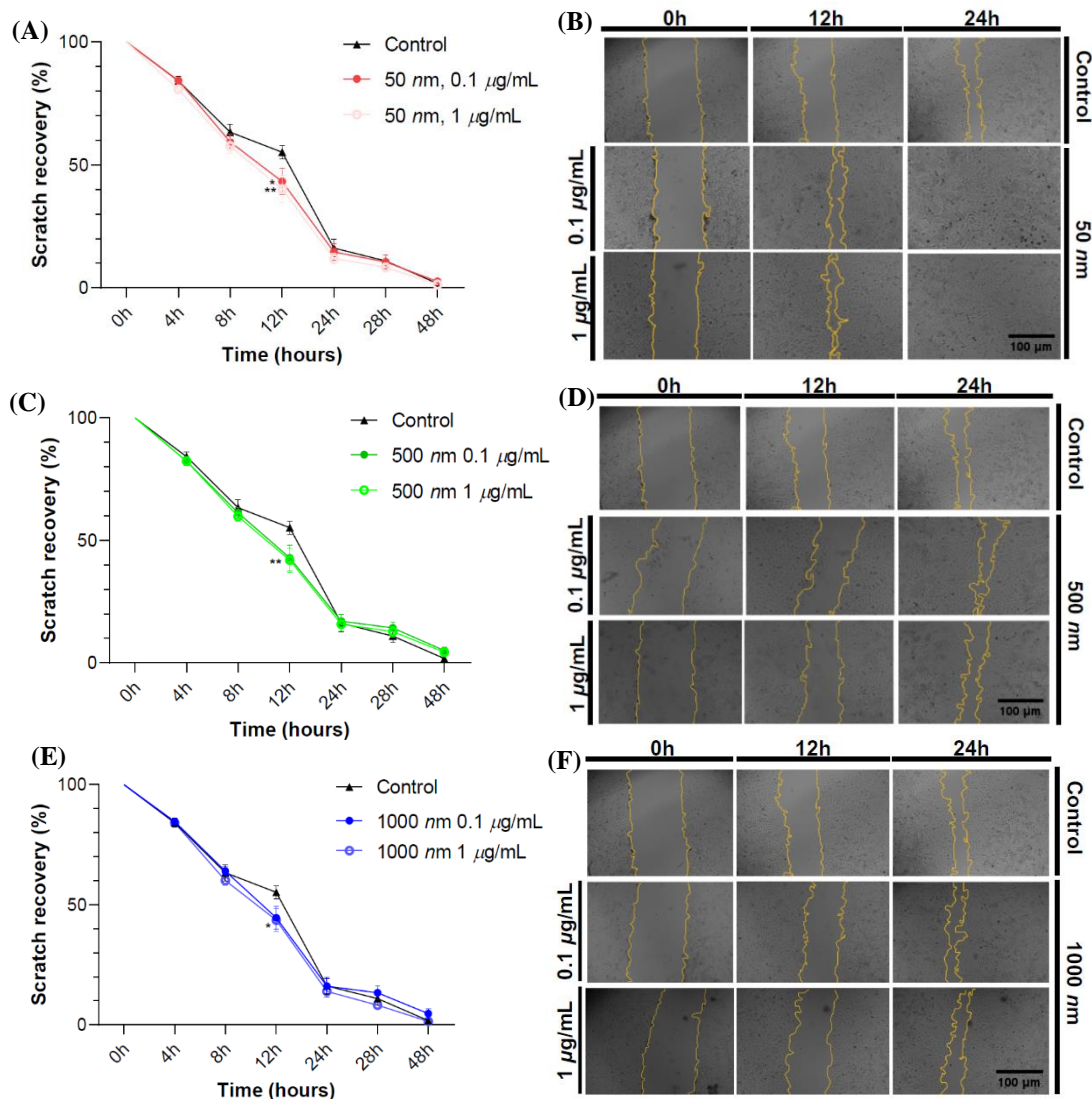 (A)
Scratch recovery (%)
100
50
0
Control
50 nm, 0.1 µg/mL
50 nm, 1 µg/mL
*
**
0h 4h 8h 12h 24h 28h 48h
Time (hours)
(B)
0h 12h 24h
Control
0.1 µg/mL
1 µg/mL
50 nm
100 µm
(C)
Scratch recovery (%)
100
50
0
Control
500 nm 0.1 µg/mL
500 nm 1 µg/mL
**
0h 4h 8h 12h 24h 28h 48h
Time (hours)
(D)
0h 12h 24h
Control
0.1 µg/mL
1 µg/mL
500 nm
100 µm
(E)
Scratch recovery (%)
100
50
0
Control
1000 nm 0.1 µg/mL
1000 nm 1 µg/mL
*
0h 4h 8h 12h 24h 28h 48h
Time (hours)
(F)
0h 12h 24h
Control
0.1 µg/mL
1 µg/mL
1000 nm
100 µm